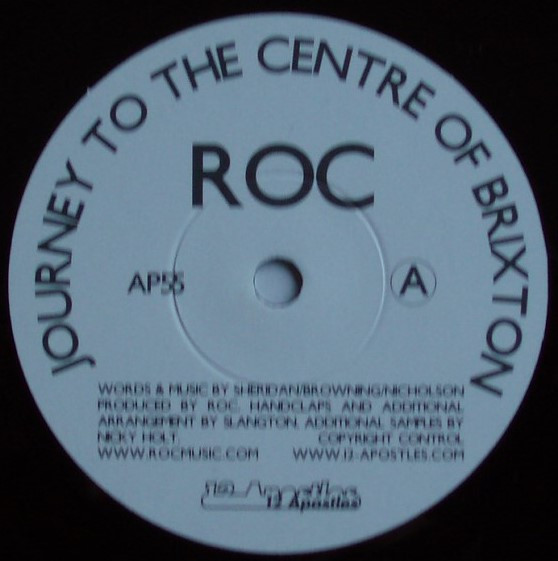 JOURNEY TO THE CENTRE OF BRIXTON
ROC
AP55
A
WORDS & MUSIC BY SHERIDAN/BROWNING/NICHOLSON
PRODUCED BY ROC. HANDCLAPS AND ADDITIONAL
ARRANGEMENT BY SLANGTON. ADDITIONAL SAMPLES BY
NICKY HOLT. COPYRIGHT CONTROL
WWW.ROCMUSIC.COM WWW.12-APOSTLES.COM
12 Apostles
12 Apostles